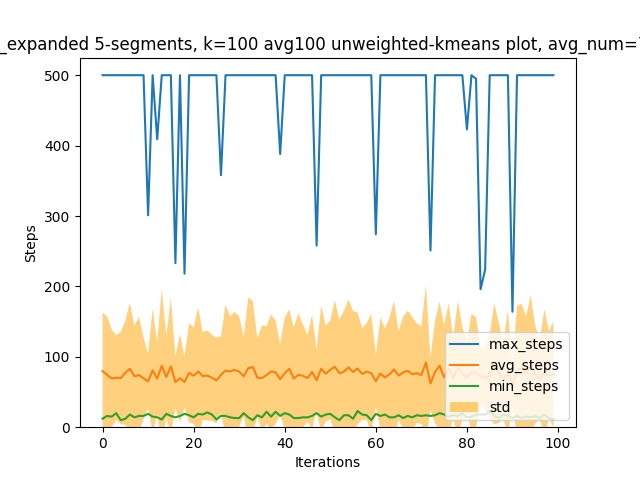 _expanded 5-segments, k=100 avg100 unweighted-kmeans plot, avg_num=
500
400
300
200
100
0
Steps
0 20 40 60 80 100
Iterations
max_steps
avg_steps
min_steps
std